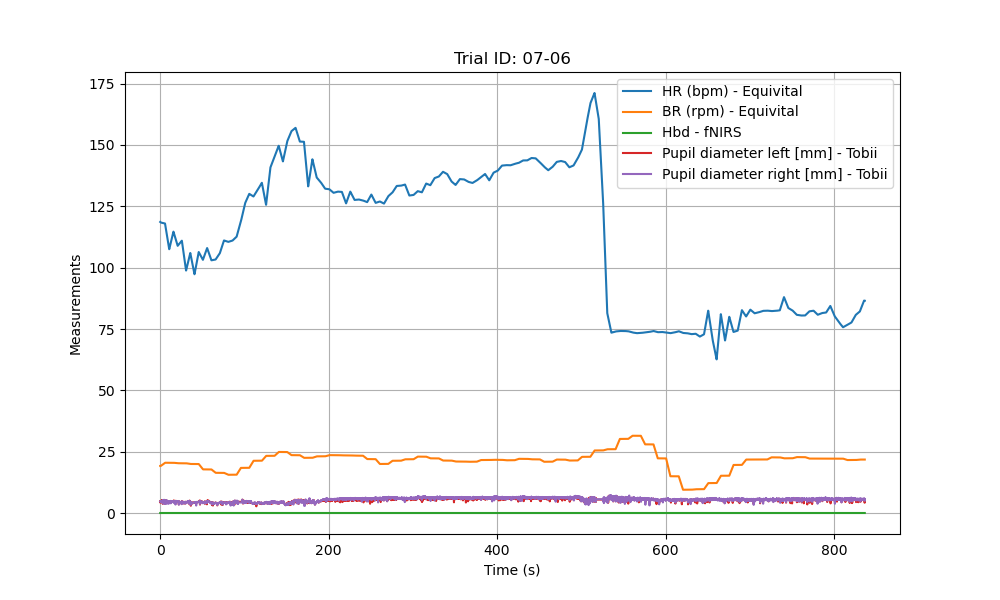 Trial ID: 07-06
175
150
125
100
75
50
25
0
Measurements
HR (bpm) - Equivital
BR (rpm) - Equivital
Hbd - fNIRS
Pupil diameter left [mm] - Tobii
Pupil diameter right [mm] - Tobii
0 200 400 600 800
Time (s)